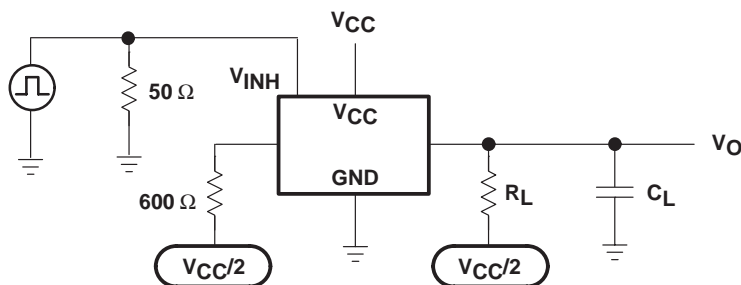 VCC
VINH
50 Ω
VCC
VO
GND
600 Ω
RL
CL
VCC/2
VCC/2